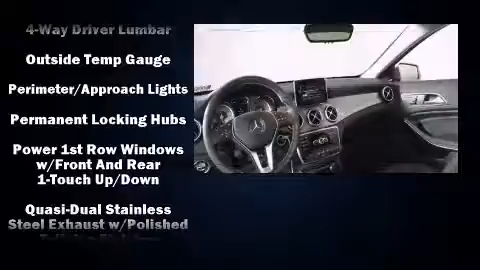 4-Way Driver Lumbar
Outside Temp Gauge
Perimeter/Approach Lights
Permanent Locking Hubs
Power 1st Row Windows
w/Front And Rear
1-Touch Up/Down
Quasi-Dual Stainless
Steel Exhaust w/Polished